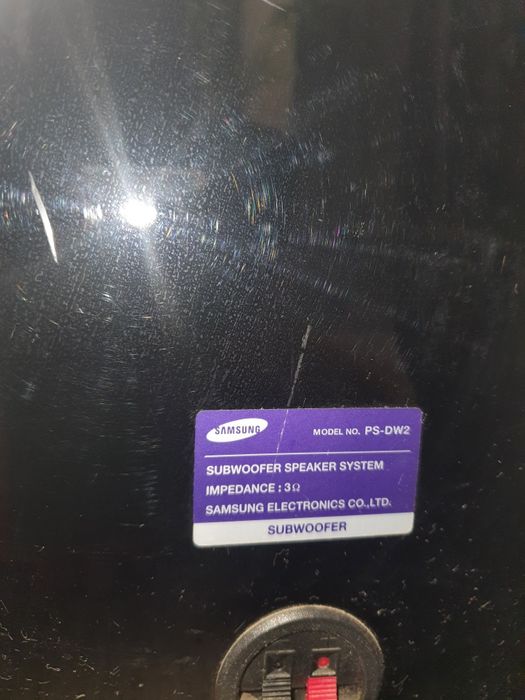 SAMSUNG
MODEL NO. PS-DW2
SUBWOOFER SPEAKER SYSTEM
IMPEDANCE : 3Ω
SAMSUNG ELECTRONICS CO.,LTD.
SUBWOOFER